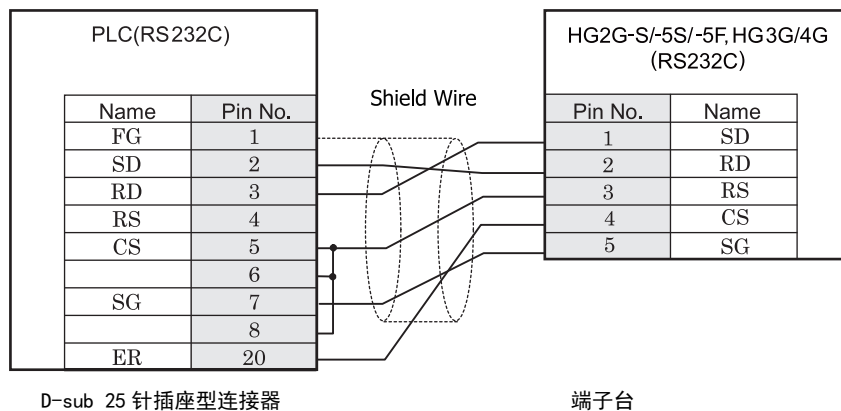 PLC(RS232C)
HG2G-S/-5S/-5F, HG3G/4G
(RS232C)
Shield Wire
Name Pin No.
FG 1
SD 2
RD 3
RS 4
CS 5
6
SG 7
8
ER 20
Pin No. Name
1 SD
2 RD
3 RS
4 CS
5 SG
D-sub 25 针插座型连接器
端子台